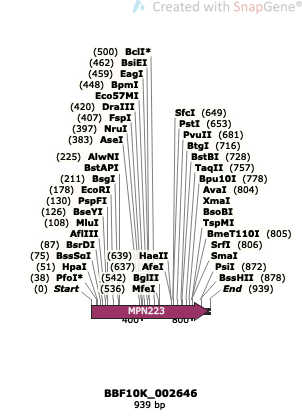 Created with SnapGene®
(500) BclI*
(462) BsiEI
(459) EagI
(448) BpmI
Eco57MI
(420) DraIII
(407) FspI
(397) NruI
(383) AseI
(225) AlwNI
BstAPI
(211) BsgI
(178) EcoRI
(130) PspFI
(126) BseYI
(108) MluI
AflIII
(87) BsrDI
(75) BssSαI
(51) HpaI
(38) PfoI*
(0) Start
(639) HaeII
(637) AfeI
(542) BglII
(536) MfeI
SfcI (649)
PstI (653)
PvuII (681)
BtgI (716)
BstBI (728)
TaqII (757)
Bpu10I (778)
AvaI (804)
XmaI
BsoBI
TspMI
BmeT110I (805)
SrfI (806)
SmaI
PsiI (872)
BssHII (878)
End (939)
MPN223
400
800
BBF10K_002646
939 bp